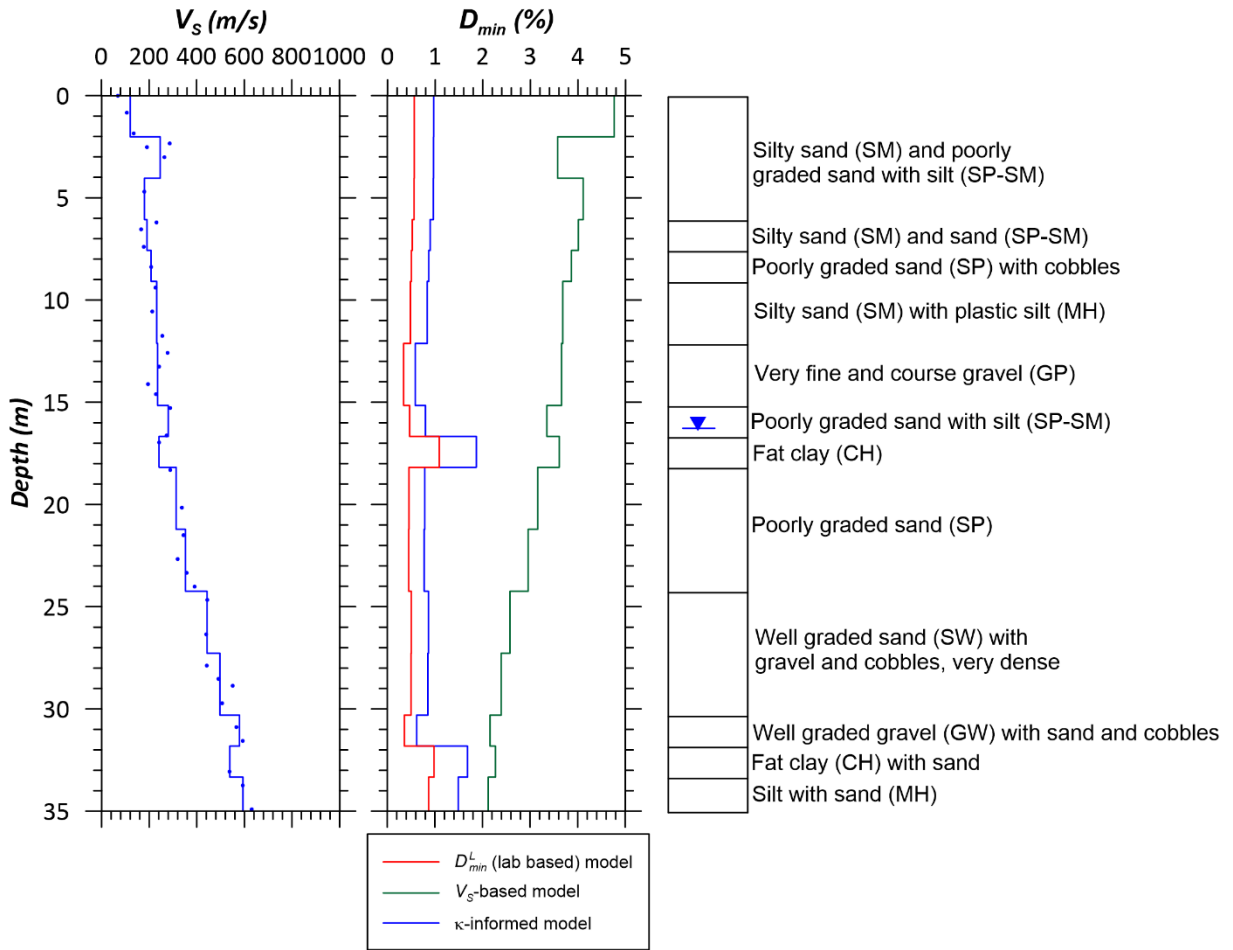 V_S (m/s)
0 200 400 600 800 1000
D_min (%)
0 1 2 3 4 5
Depth (m)
0
5
10
15
20
25
30
35
Silty sand (SM) and poorly
graded sand with silt (SP-SM)
Silty sand (SM) and sand (SP-SM)
Poorly graded sand (SP) with cobbles
Silty sand (SM) with plastic silt (MH)
Very fine and course gravel (GP)
Poorly graded sand with silt (SP-SM)
Fat clay (CH)
Poorly graded sand (SP)
Well graded sand (SW) with
gravel and cobbles, very dense
Well graded gravel (GW) with sand and cobbles
Fat clay (CH) with sand
Silt with sand (MH)
D^L_min (lab based) model
V_S-based model
κ-informed model